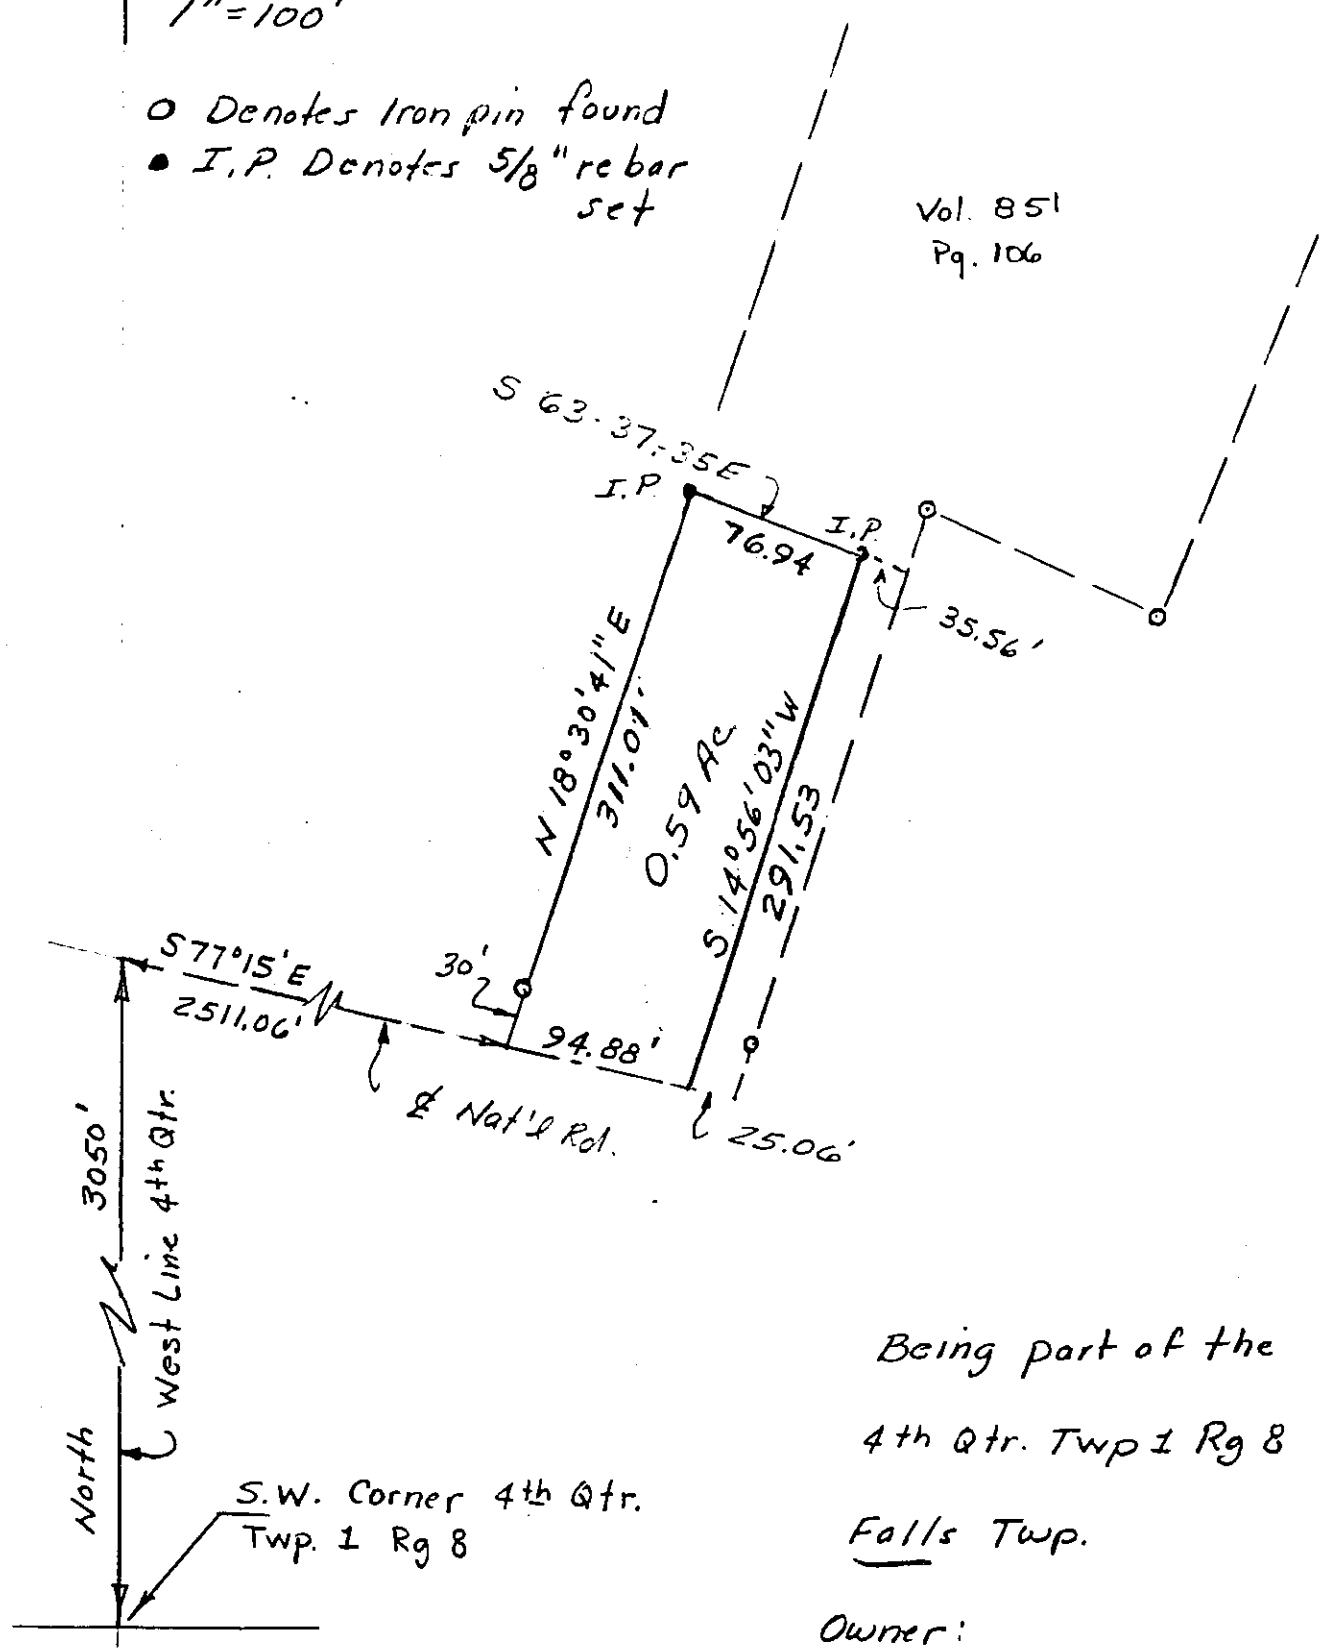 1"=100'
o Denotes Iron pin found
• I.P. Denotes 5/8" rebar
set
Vol. 851
Pg. 106
S 63-37-35E
I.P.
76.94
I.P.
35.56'
N 18°30'41" E
311.01'
0.59 Ac
S 14°56'03" W
291.53
S 77°15' E
2511.06'
30'
94.88'
℄ Nat'l Rd.
25.06'
3050'
West Line 4th Qtr.
North
S.W. Corner 4th Qtr.
Twp. 1 Rg 8
Being part of the
4th Qtr. Twp 1 Rg 8
Falls Twp.
Owner: